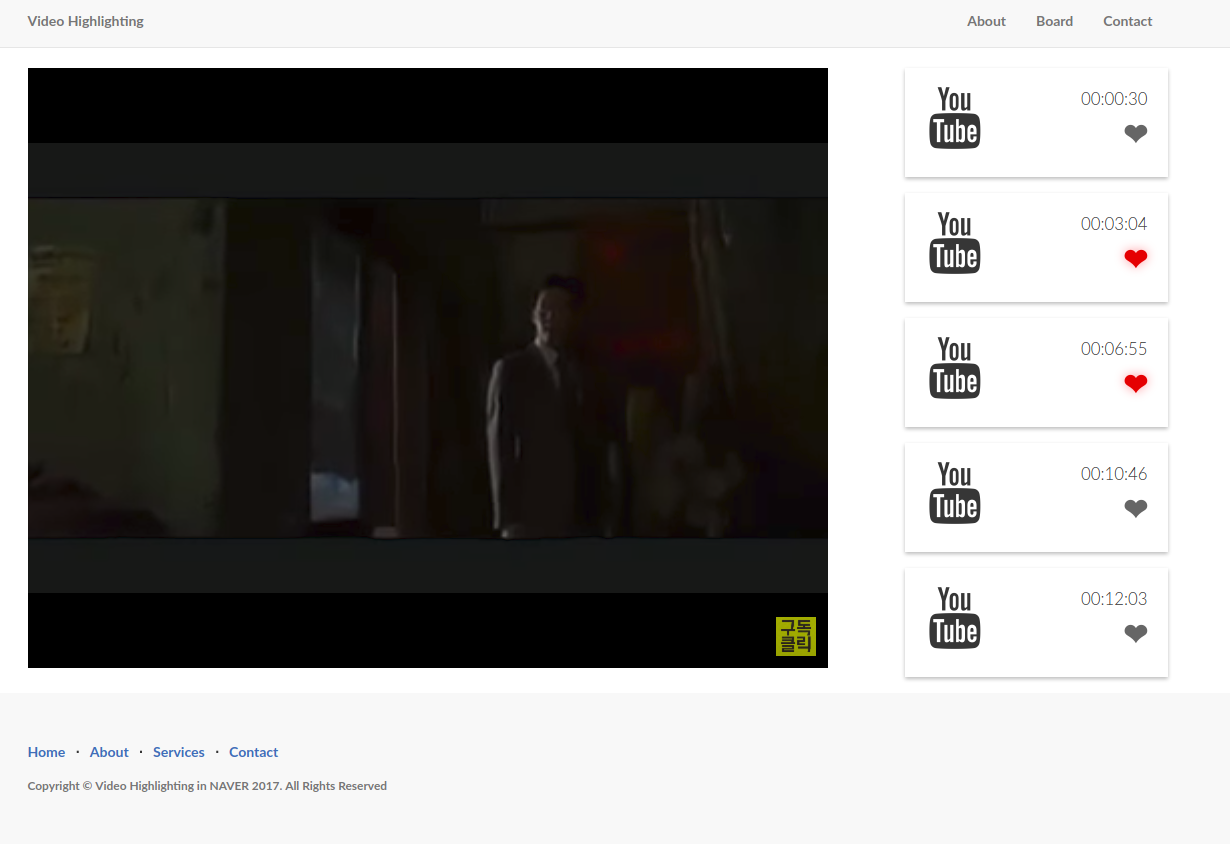 Video Highlighting
About Board Contact
You
Tube
00:00:30
You
Tube
00:03:04
You
Tube
00:06:55
You
Tube
00:10:46
You
Tube
00:12:03
구독
클릭
Home · About · Services · Contact
Copyright © Video Highlighting in NAVER 2017. All Rights Reserved